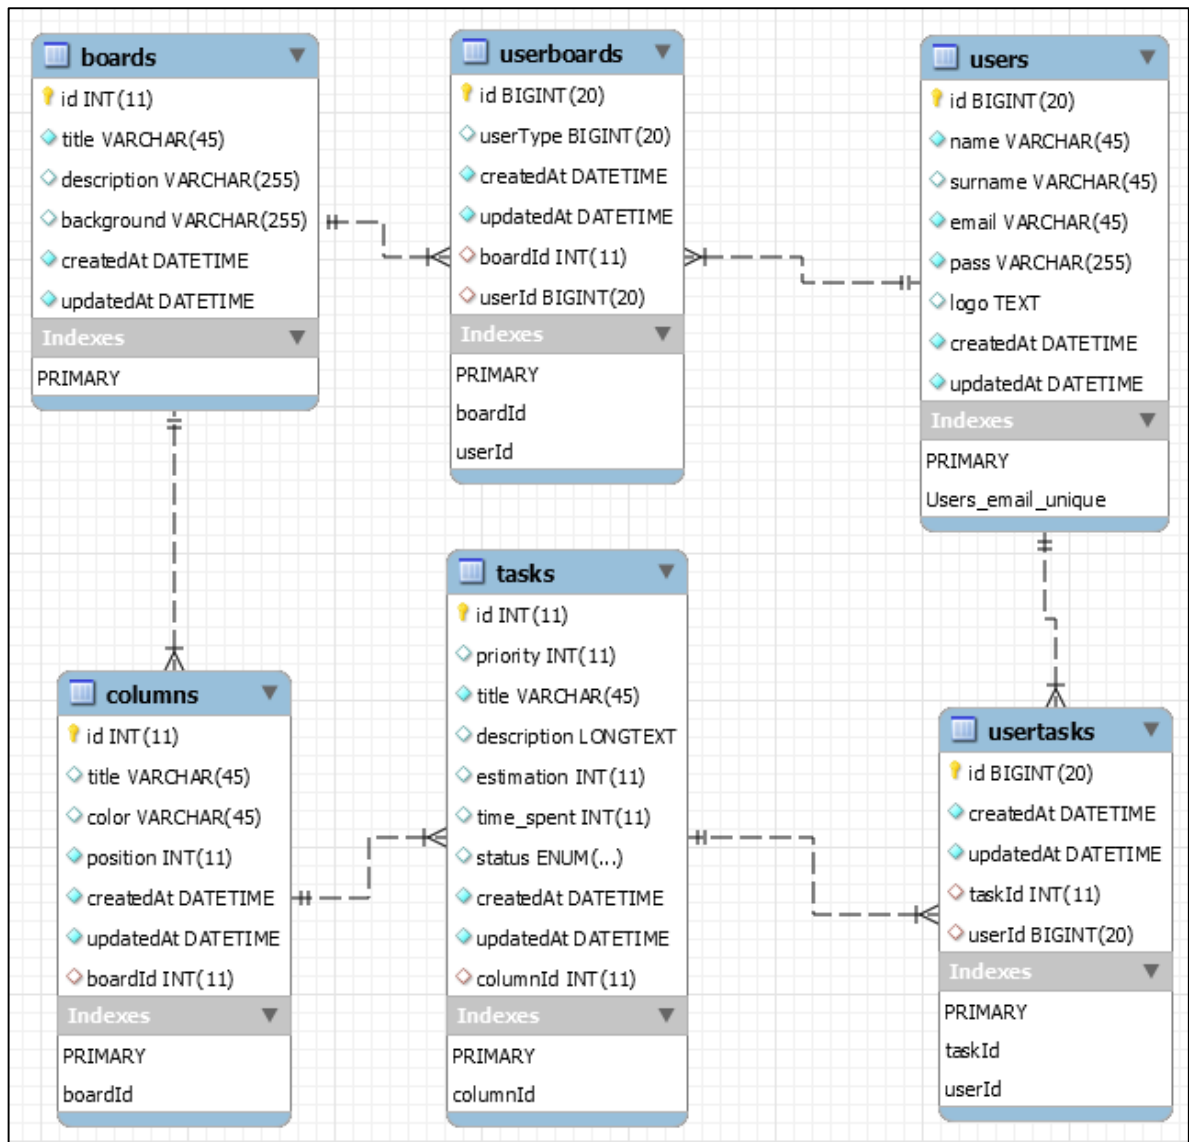 boards
id INT(11)
title VARCHAR(45)
description VARCHAR(255)
background VARCHAR(255)
createdAt DATETIME
updatedAt DATETIME
Indexes
PRIMARY
userboards
id BIGINT(20)
userType BIGINT(20)
createdAt DATETIME
updatedAt DATETIME
boardId INT(11)
userId BIGINT(20)
Indexes
PRIMARY
boardId
userId
users
id BIGINT(20)
name VARCHAR(45)
surname VARCHAR(45)
email VARCHAR(45)
pass VARCHAR(255)
logo TEXT
createdAt DATETIME
updatedAt DATETIME
Indexes
PRIMARY
Users_email_unique
columns
id INT(11)
title VARCHAR(45)
color VARCHAR(45)
position INT(11)
createdAt DATETIME
updatedAt DATETIME
boardId INT(11)
Indexes
PRIMARY
boardId
tasks
id INT(11)
priority INT(11)
title VARCHAR(45)
description LONGTEXT
estimation INT(11)
time_spent INT(11)
status ENUM(...)
createdAt DATETIME
updatedAt DATETIME
columnId INT(11)
Indexes
PRIMARY
columnId
usertasks
id BIGINT(20)
createdAt DATETIME
updatedAt DATETIME
taskId INT(11)
userId BIGINT(20)
Indexes
PRIMARY
taskId
userId